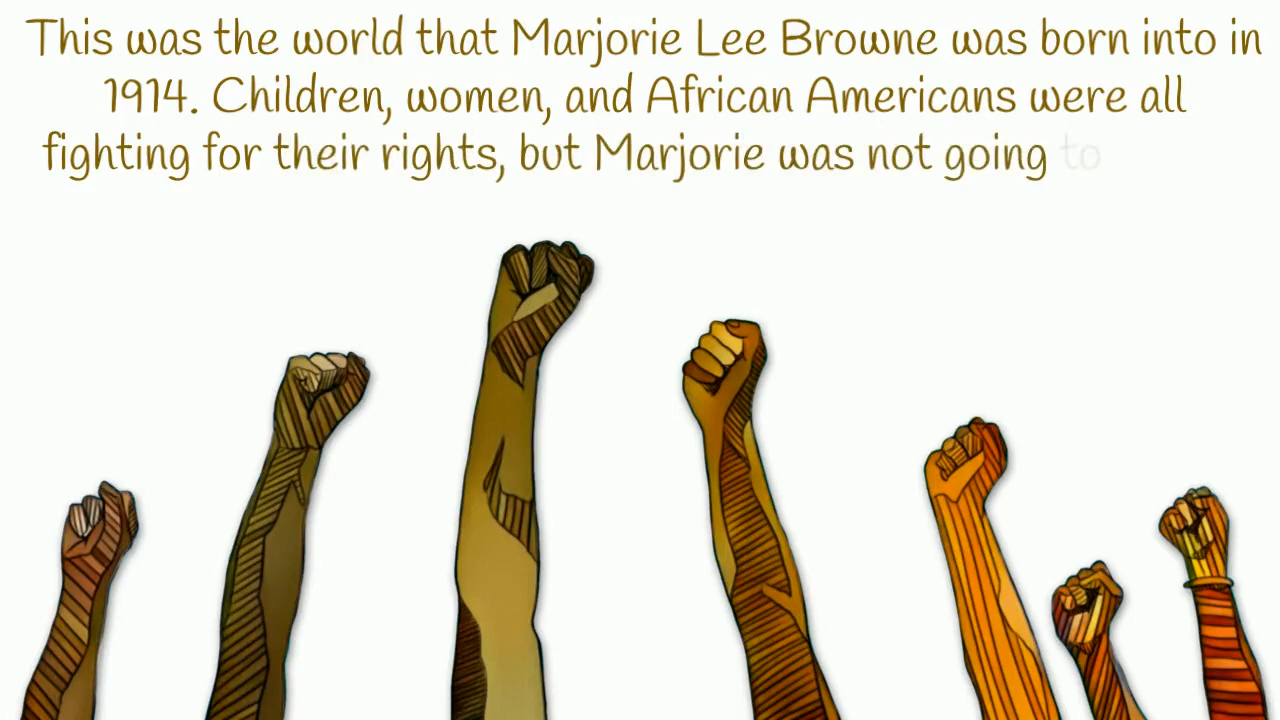 This was the world that Marjorie Lee Browne was born into in
1914. Children, women, and African Americans were all
fighting for their rights, but Marjorie was not going to